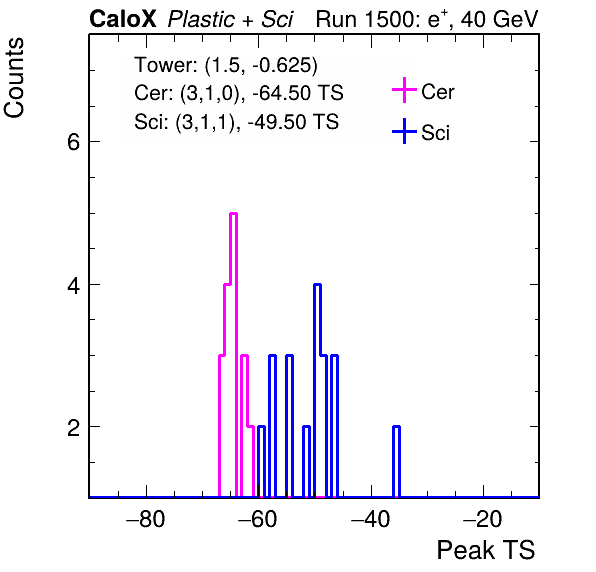 CaloX Plastic + Sci Run 1500: e+, 40 GeV
Counts
Tower: (1.5, -0.625)
Cer: (3,1,0), -64.50 TS
Sci: (3,1,1), -49.50 TS
Cer
Sci
6
4
2
−80 −60 −40 −20
Peak TS